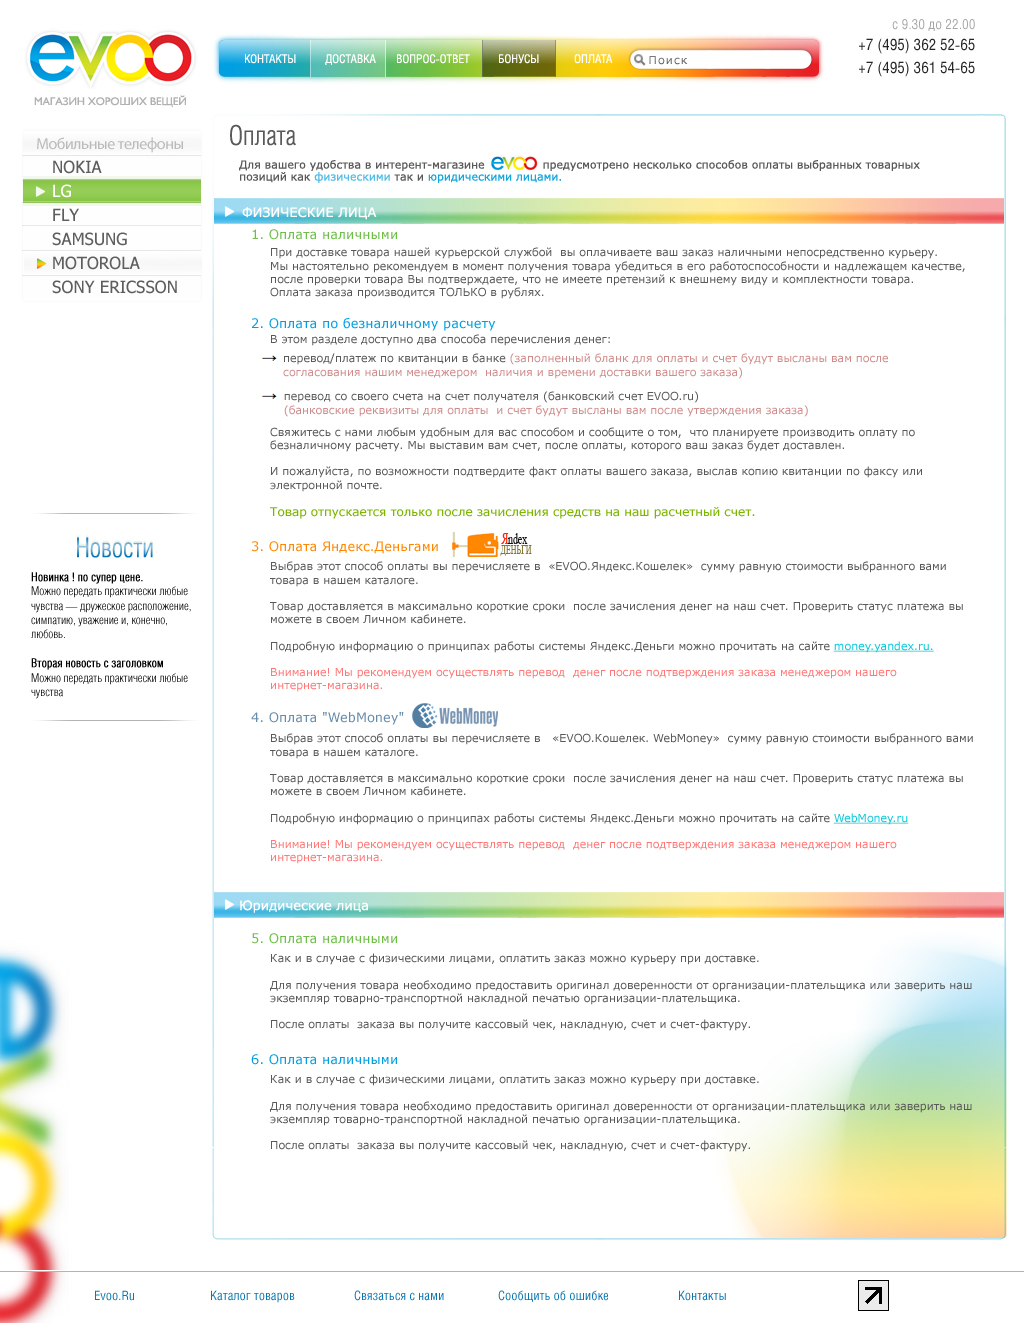 evoo
МАГАЗИН ХОРОШИХ ВЕЩЕЙ
КОНТАКТЫ ДОСТАВКА ВОПРОС-ОТВЕТ БОНУСЫ ОПЛАТА Поиск
с 9.30 до 22.00
+7 (495) 362 52-65
+7 (495) 361 54-65
Мобильные телефоны
NOKIA
LG
FLY
SAMSUNG
MOTOROLA
SONY ERICSSON
Новости
Новинка ! по супер цене.
Можно передать практически любые
чувства — дружеское расположение,
симпатию, уважение и, конечно,
любовь.
Вторая новость с заголовком
Можно передать практически любые
чувства
Оплата
Для вашего удобства в интерент-магазине evoo предусмотрено несколько способов оплаты выбранных товарных
позиций как физическими так и юридическими лицами.
ФИЗИЧЕСКИЕ ЛИЦА
1. Оплата наличными
При доставке товара нашей курьерской службой вы оплачиваете ваш заказ наличными непосредственно курьеру.
Мы настоятельно рекомендуем в момент получения товара убедиться в его работоспособности и надлежащем качестве,
после проверки товара Вы подтверждаете, что не имеете претензий к внешнему виду и комплектности товара.
Оплата заказа производится ТОЛЬКО в рублях.
2. Оплата по безналичному расчету
В этом разделе доступно два способа перечисления денег:
→ перевод/платеж по квитанции в банке (заполненный бланк для оплаты и счет будут высланы вам после
согласования нашим менеджером наличия и времени доставки вашего заказа)
→ перевод со своего счета на счет получателя (банковский счет EVOO.ru)
(банковские реквизиты для оплаты и счет будут высланы вам после утверждения заказа)
Свяжитесь с нами любым удобным для вас способом и сообщите о том, что планируете производить оплату по
безналичному расчету. Мы выставим вам счет, после оплаты, которого ваш заказ будет доставлен.
И пожалуйста, по возможности подтвердите факт оплаты вашего заказа, выслав копию квитанции по факсу или
электронной почте.
Товар отпускается только после зачисления средств на наш расчетный счет.
3. Оплата Яндекс.Деньгами Яndex ДЕНЬГИ
Выбрав этот способ оплаты вы перечисляете в «EVOO.Яндекс.Кошелек» сумму равную стоимости выбранного вами
товара в нашем каталоге.
Товар доставляется в максимально короткие сроки после зачисления денег на наш счет. Проверить статус платежа вы
можете в своем Личном кабинете.
Подробную информацию о принципах работы системы Яндекс.Деньги можно прочитать на сайте money.yandex.ru.
Внимание! Мы рекомендуем осуществлять перевод денег после подтверждения заказа менеджером нашего
интернет-магазина.
4. Оплата "WebMoney" WebMoney
Выбрав этот способ оплаты вы перечисляете в «EVOO.Кошелек. WebMoney» сумму равную стоимости выбранного вами
товара в нашем каталоге.
Товар доставляется в максимально короткие сроки после зачисления денег на наш счет. Проверить статус платежа вы
можете в своем Личном кабинете.
Подробную информацию о принципах работы системы Яндекс.Деньги можно прочитать на сайте WebMoney.ru
Внимание! Мы рекомендуем осуществлять перевод денег после подтверждения заказа менеджером нашего
интернет-магазина.
Юридические лица
5. Оплата наличными
Как и в случае с физическими лицами, оплатить заказ можно курьеру при доставке.
Для получения товара необходимо предоставить оригинал доверенности от организации-плательщика или заверить наш
экземпляр товарно-транспортной накладной печатью организации-плательщика.
После оплаты заказа вы получите кассовый чек, накладную, счет и счет-фактуру.
6. Оплата наличными
Как и в случае с физическими лицами, оплатить заказ можно курьеру при доставке.
Для получения товара необходимо предоставить оригинал доверенности от организации-плательщика или заверить наш
экземпляр товарно-транспортной накладной печатью организации-плательщика.
После оплаты заказа вы получите кассовый чек, накладную, счет и счет-фактуру.
Evoo.Ru Каталог товаров Связаться с нами Сообщить об ошибке Контакты